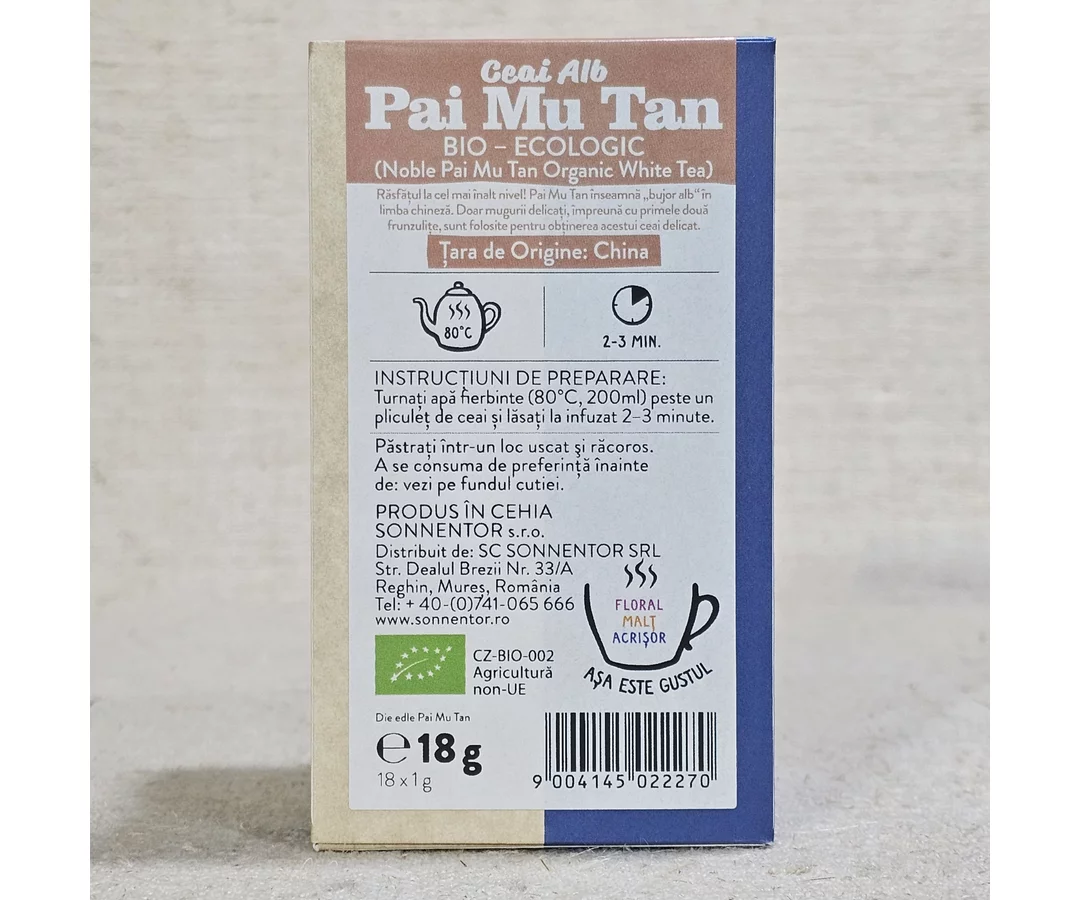 Ceai Alb
Pai Mu Tan
BIO – ECOLOGIC
(Noble Pai Mu Tan Organic White Tea)
Răsfățul la cel mai înalt nivel! Pai Mu Tan înseamnă „bujor alb“ în
limba chineză. Doar mugurii delicați, împreună cu primele două
frunzulițe, sunt folosite pentru obținerea acestui ceai delicat.
Țara de Origine: China
80°C
2-3 MIN.
INSTRUCȚIUNI DE PREPARARE:
Turnați apă fierbinte (80°C, 200ml) peste un
pliculeț de ceai și lăsați la infuzat 2–3 minute.
Păstrați într-un loc uscat şi răcoros.
A se consuma de preferință înainte
de: vezi pe fundul cutiei.
PRODUS ÎN CEHIA
SONNENTOR s.r.o.
Distribuit de: SC SONNENTOR SRL
Str. Dealul Brezii Nr. 33/A
Reghin, Mureș, România
Tel: + 40-(0)741-065 666
www.sonnentor.ro
FLORAL
MALȚ
ACRIȘOR
AȘA ESTE GUSTUL
CZ-BIO-002
Agricultură
non-UE
Die edle Pai Mu Tan
℮ 18 g
18 x 1 g
9 004145 022270